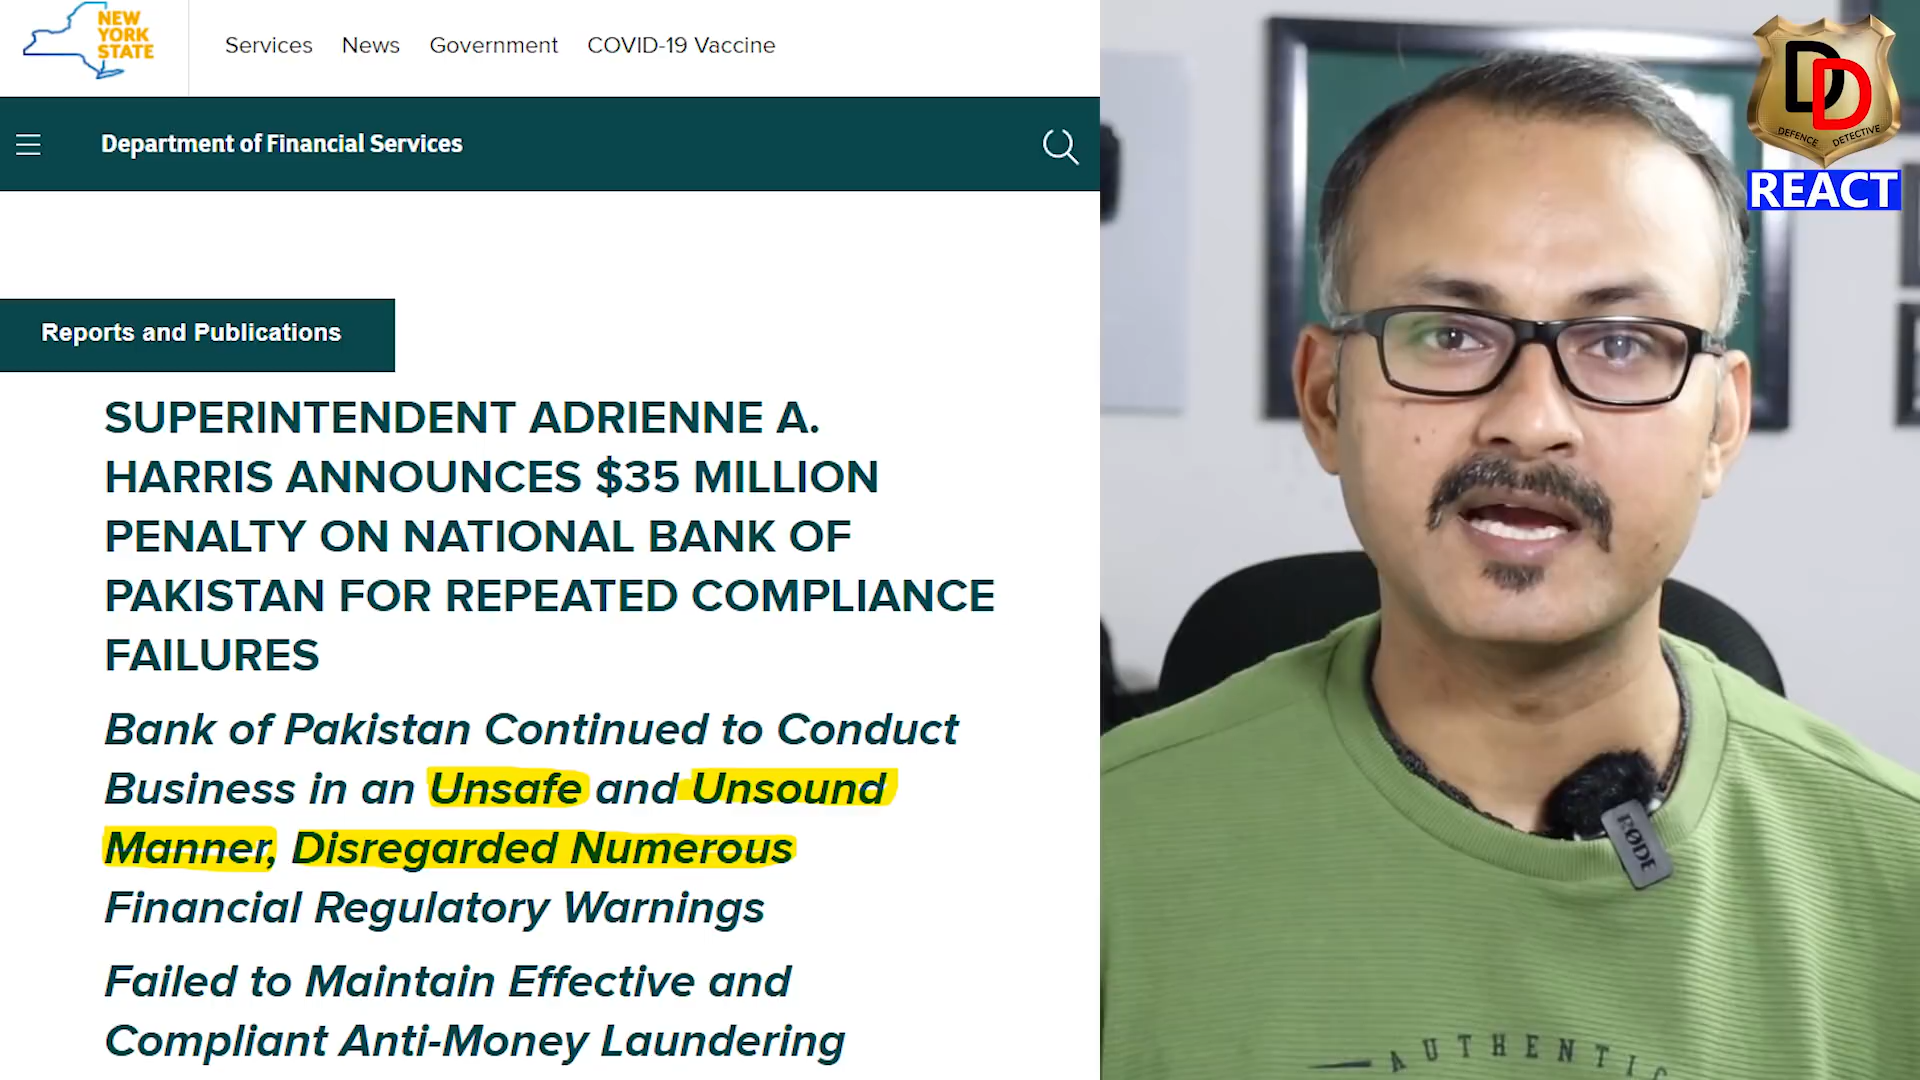 NEW
YORK
STATE
Services News Government COVID-19 Vaccine
Department of Financial Services
Reports and Publications
SUPERINTENDENT ADRIENNE A.
HARRIS ANNOUNCES $35 MILLION
PENALTY ON NATIONAL BANK OF
PAKISTAN FOR REPEATED COMPLIANCE
FAILURES
Bank of Pakistan Continued to Conduct
Business in an Unsafe and Unsound
Manner, Disregarded Numerous
Financial Regulatory Warnings
Failed to Maintain Effective and
Compliant Anti-Money Laundering
DD
DEFENCE DETECTIVE
REACT
RØDE
AUTHENTIC